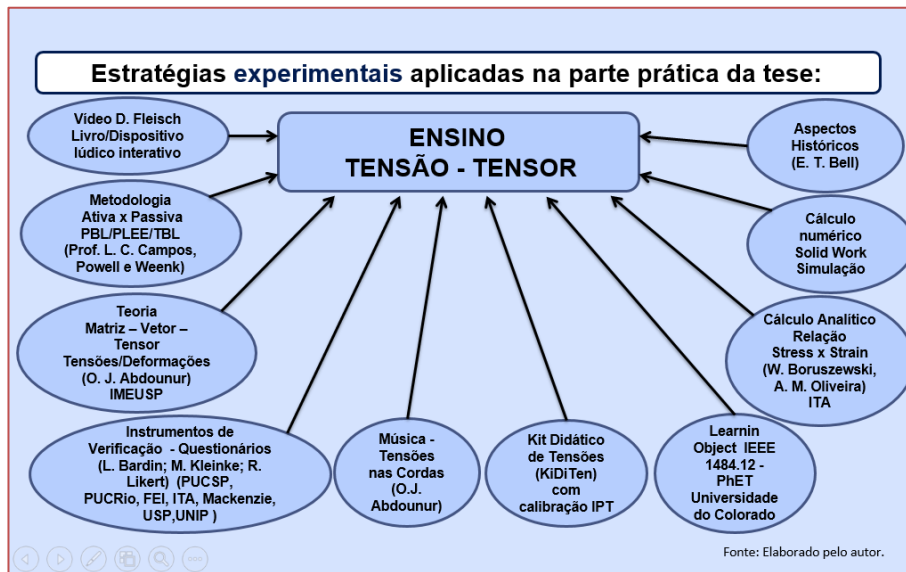 Estratégias experimentais aplicadas na parte prática da tese:
ENSINO
TENSÃO - TENSOR
Vídeo D. Fleisch
Livro/Dispositivo
lúdico interativo
Metodologia
Ativa x Passiva
PBL/PLEE/TBL
(Prof. L. C. Campos,
Powell e Weenk)
Teoria
Matriz – Vetor –
Tensor
Tensões/Deformações
(O. J. Abdounur)
IMEUSP
Instrumentos de
Verificação - Questionários
(L. Bardin; M. Kleinke; R.
Likert) (PUCSP,
PUCRio, FEI, ITA, Mackenzie,
USP,UNIP )
Música -
Tensões
nas Cordas
(O.J.
Abdounur)
Kit Didático
de Tensões
(KiDiTen)
com
calibração IPT
Learnin
Object IEEE
1484.12 -
PhET
Universidade
do Colorado
Cálculo Analítico
Relação
Stress x Strain
(W. Boruszewski,
A. M. Oliveira)
ITA
Cálculo
numérico
Solid Work
Simulação
Aspectos
Históricos
(E. T. Bell)
Fonte: Elaborado pelo autor.